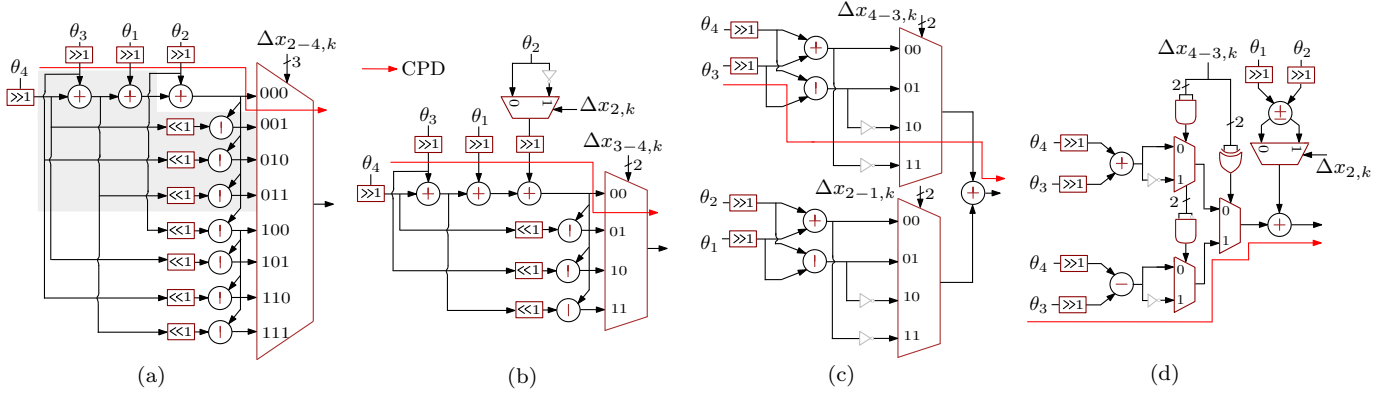 θ₃ θ₁ θ₂ Δx₂₋₄,ₖ
3
θ₄
≫1 ≫1 ≫1
≫1 + + + 000
≪1 ! 001
≪1 ! 010
≪1 ! 011
≪1 ! 100
≪1 ! 101
≪1 ! 110
≪1 ! 111
(a)
CPD
θ₂
0 1 Δx₂,ₖ
θ₃ θ₁
≫1 ≫1 ≫1 Δx₃₋₄,ₖ
2
θ₄
≫1 + + + 00
≪1 ! 01
≪1 ! 10
≪1 ! 11
(b)
Δx₄₋₃,ₖ
2
θ₄ ≫1 + 00
θ₃ ≫1 ! 01
10
11
Δx₂₋₁,ₖ
2
+
θ₂ ≫1 + 00
θ₁ ≫1 ! 01
10
11
(c)
Δx₄₋₃,ₖ θ₁ θ₂
≫1 ≫1
2
±
2
θ₄ ≫1 + 0 0 1
θ₃ ≫1 1 Δx₂,ₖ
2
0 +
1
θ₄ ≫1 − 0
θ₃ ≫1 1
(d)